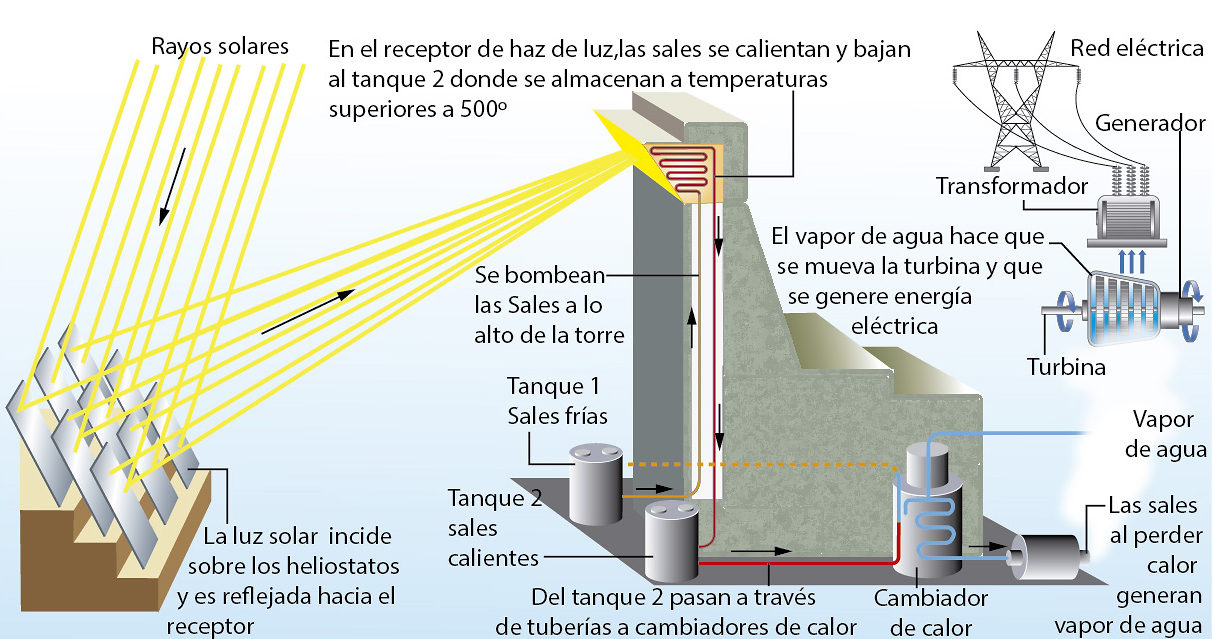 Rayos solares
En el receptor de haz de luz,las sales se calientan y bajan
al tanque 2 donde se almacenan a temperaturas
superiores a 500º
Red eléctrica
Generador
Transformador
El vapor de agua hace que
se mueva la turbina y que
se genere energía
eléctrica
Turbina
Se bombean
las Sales a lo
alto de la torre
Tanque 1
Sales frías
Tanque 2
sales
calientes
Vapor
de agua
Las sales
al perder
calor
generan
vapor de agua
La luz solar incide
sobre los heliostatos
y es reflejada hacia el
receptor
Del tanque 2 pasan a través
de tuberías a cambiadores de calor
Cambiador
de calor